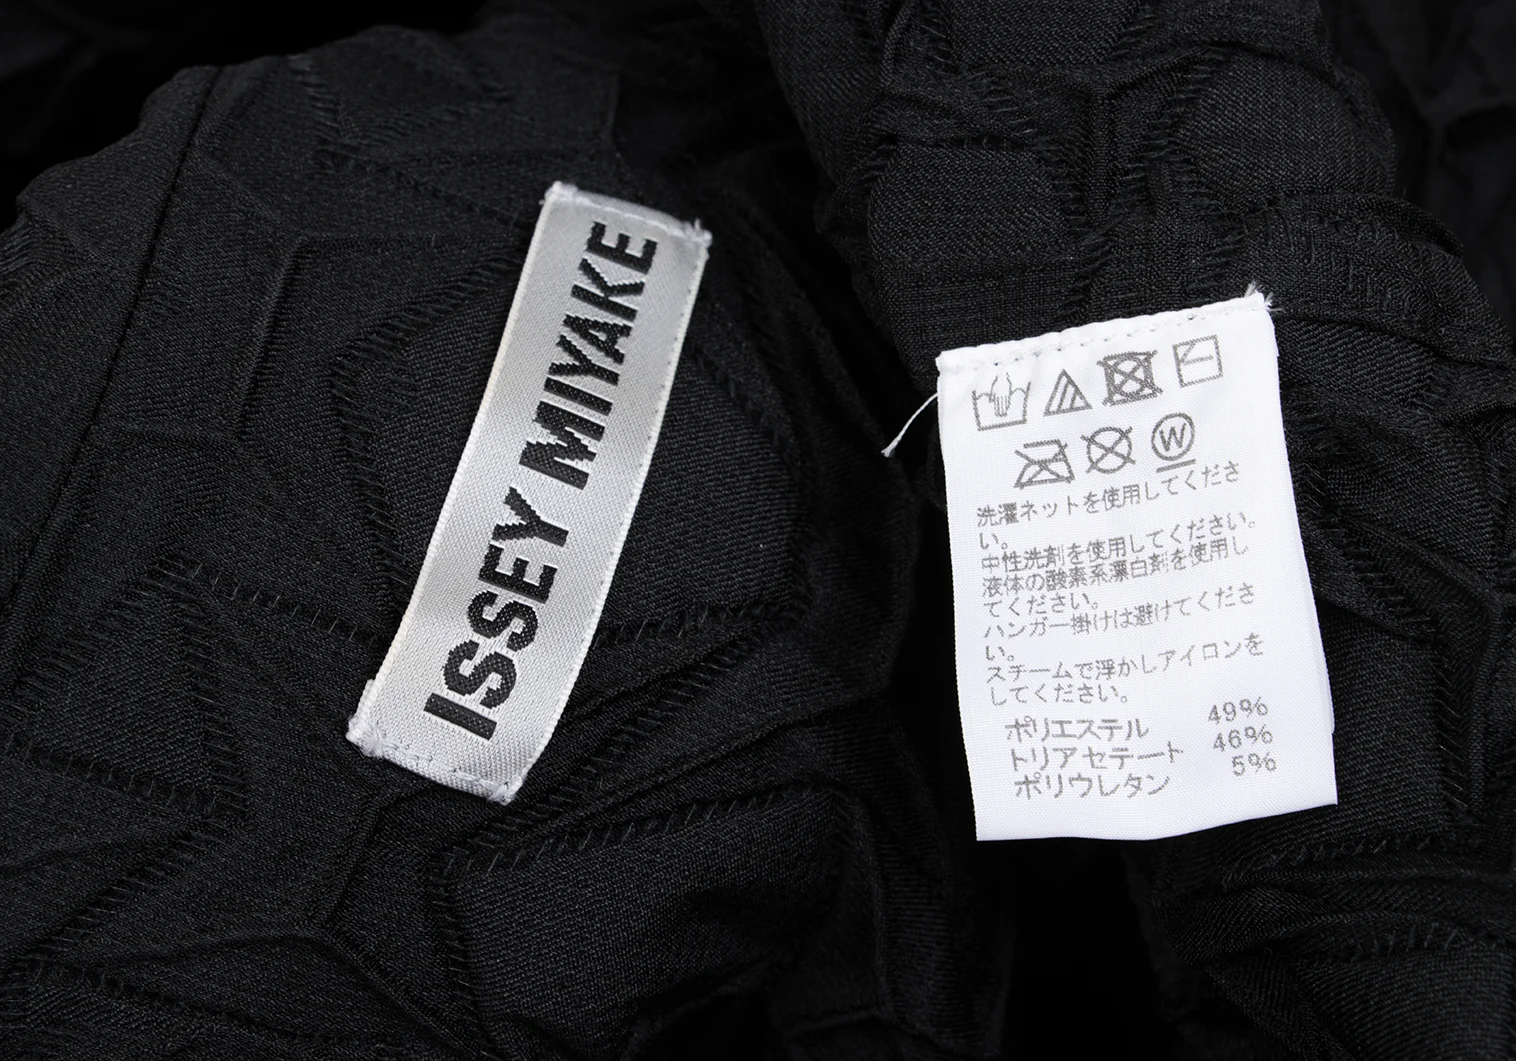 ISSEY MIYAKE
W
洗濯ネットを使用してくださ
い。
中性洗剤を使用してください。
液体の酸素系漂白剤を使用し
てください。
ハンガー掛けは避けてくださ
い。
スチームで浮かしアイロンを
してください。
ポリエステル 49%
トリアセテート 46%
ポリウレタン 5%